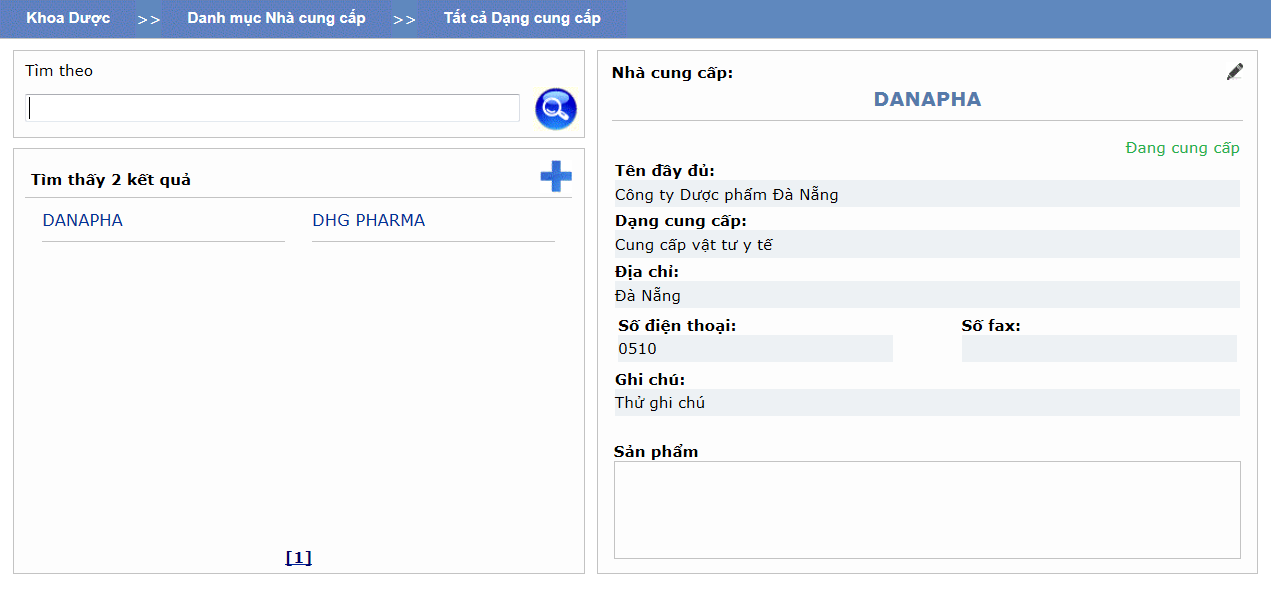 Khoa Dược >> Danh mục Nhà cung cấp >> Tất cả Dạng cung cấp
Tìm theo
Tìm thấy 2 kết quả
DANAPHA DHG PHARMA
[1]
Nhà cung cấp:
DANAPHA
Đang cung cấp
Tên đầy đủ:
Công ty Dược phẩm Đà Nẵng
Dạng cung cấp:
Cung cấp vật tư y tế
Địa chỉ:
Đà Nẵng
Số điện thoại: Số fax:
0510
Ghi chú:
Thử ghi chú
Sản phẩm